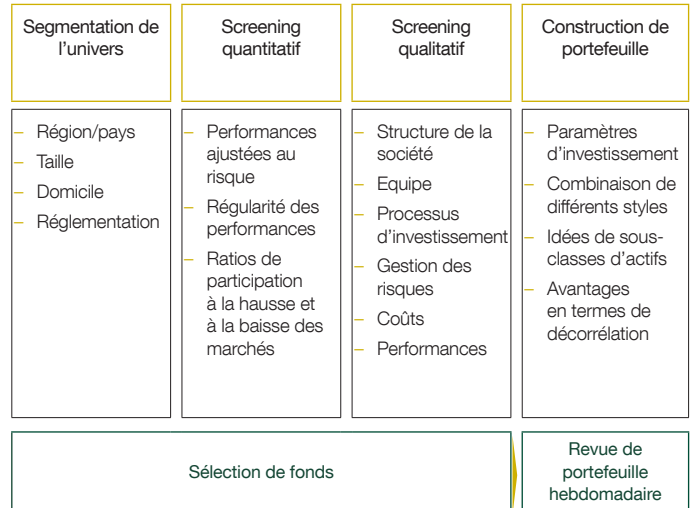 Segmentation de
l'univers
Screening
quantitatif
Screening
qualitatif
Construction de
portefeuille
– Région/pays
– Taille
– Domicile
– Réglementation
– Performances
ajustées au
risque
– Régularité des
performances
– Ratios de
participation
à la hausse et
à la baisse des
marchés
– Structure de la
société
– Equipe
– Processus
d'investissement
– Gestion des
risques
– Coûts
– Performances
– Paramètres
d'investissement
– Combinaison de
différents styles
– Idées de sous-
classes d'actifs
– Avantages
en termes de
décorrélation
Sélection de fonds
Revue de
portefeuille
hebdomadaire